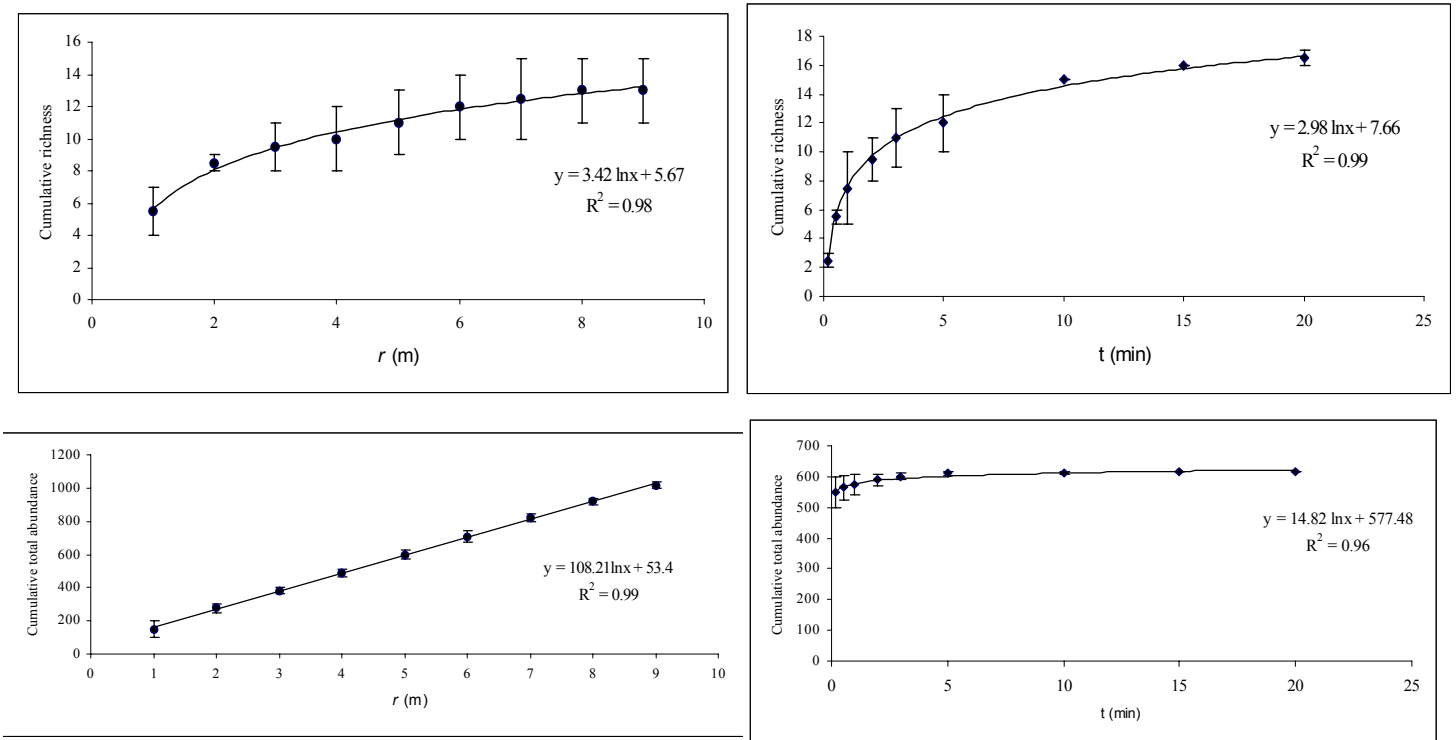 16
14
12
10
8
6
4
2
0
Cumulative richness
y = 3.42 lnx + 5.67
R² = 0.98
0 2 4 6 8 10
r (m)
18
16
14
12
10
8
6
4
2
0
Cumulative richness
y = 2.98 lnx + 7.66
R² = 0.99
0 5 10 15 20 25
t (min)
1200
1000
800
600
400
200
0
Cumulative total abundance
y = 108.21lnx + 53.4
R² = 0.99
0 1 2 3 4 5 6 7 8 9 10
r (m)
700
600
500
400
300
200
100
0
Cumulative total abundance
y = 14.82 lnx + 577.48
R² = 0.96
0 5 10 15 20 25
t (min)